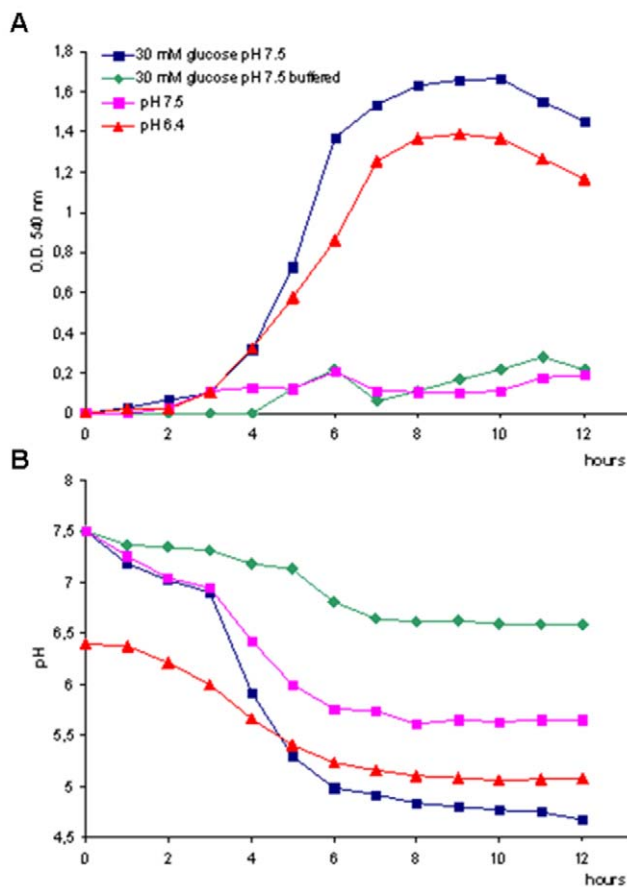 A
1,8
1,6
1,4
1,2
1
0,8
0,6
0,4
0,2
0
O.D. 540 nm
30 mM glucose pH 7.5
30 mM glucose pH 7.5 buffered
pH 7.5
pH 6.4
0 2 4 6 8 10 12
hours
B
8
7,5
7
6,5
6
5,5
5
4,5
pH
0 2 4 6 8 10 12
hours